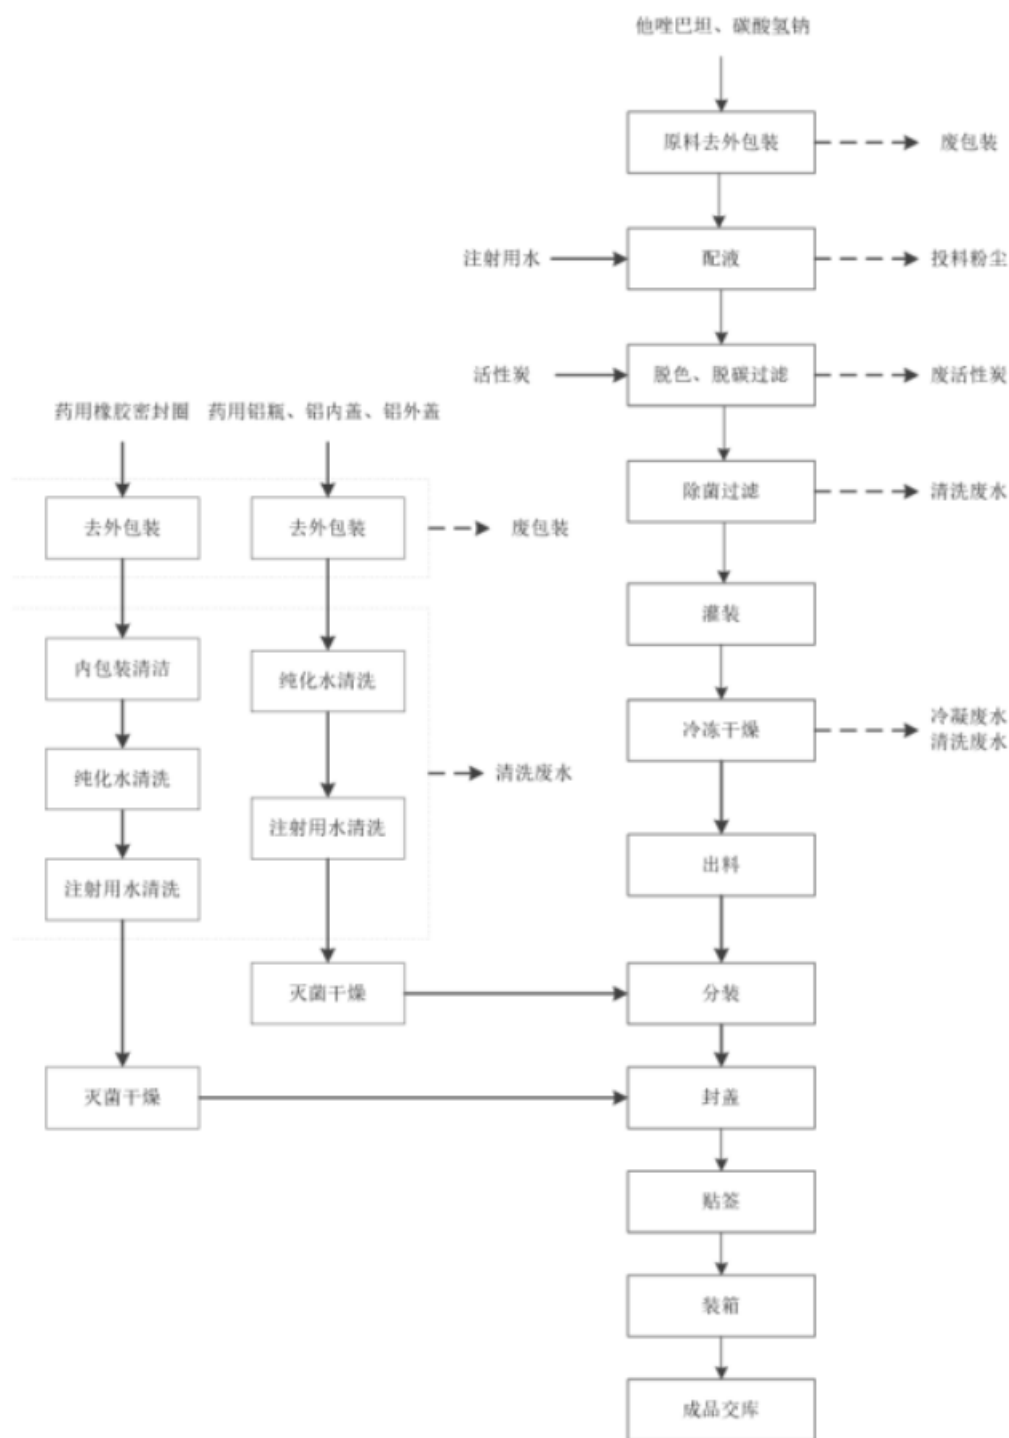 他唑巴坦、碳酸氢钠
原料去外包装
废包装
注射用水
配液
投料粉尘
活性炭
脱色、脱碳过滤
废活性炭
药用橡胶密封圈
药用铝瓶、铝内盖、铝外盖
除菌过滤
清洗废水
去外包装
去外包装
废包装
灌装
内包装清洁
纯化水清洗
冷冻干燥
冷凝废水
清洗废水
纯化水清洗
清洗废水
注射用水清洗
出料
注射用水清洗
灭菌干燥
分装
灭菌干燥
封盖
贴签
装箱
成品交库